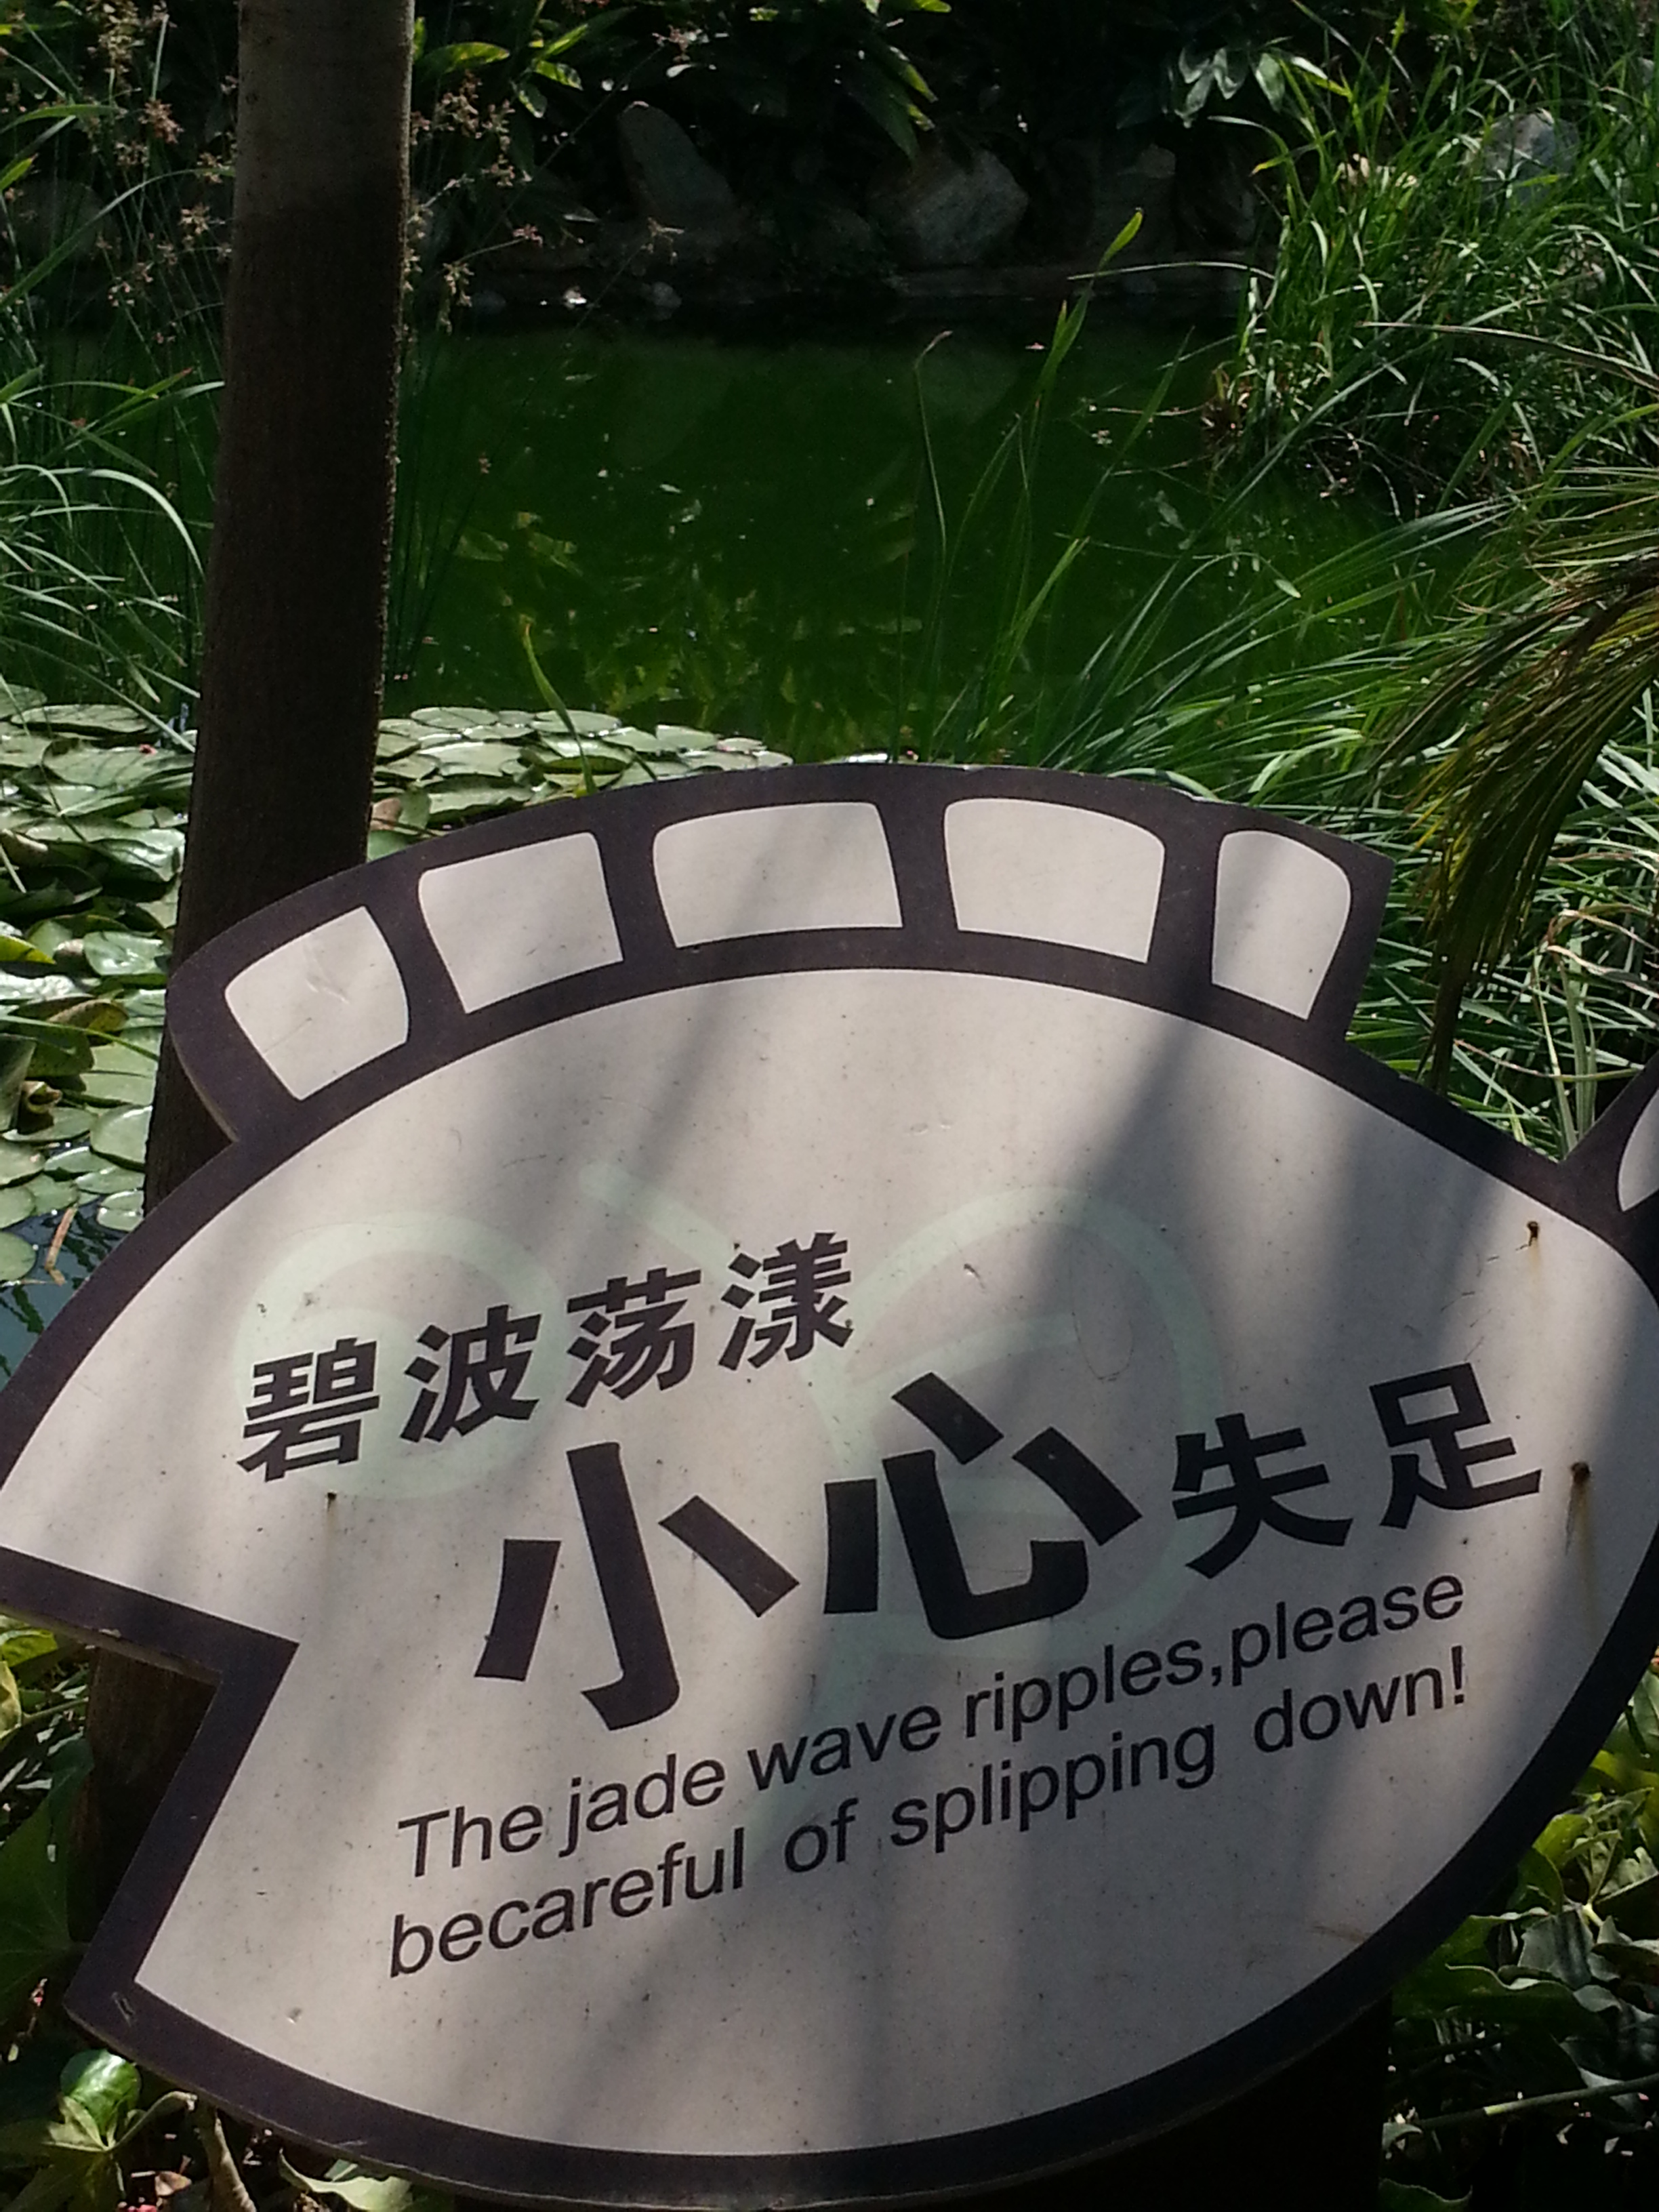 碧波荡漾
小心失足
The jade wave ripples,please
becareful of splipping down!